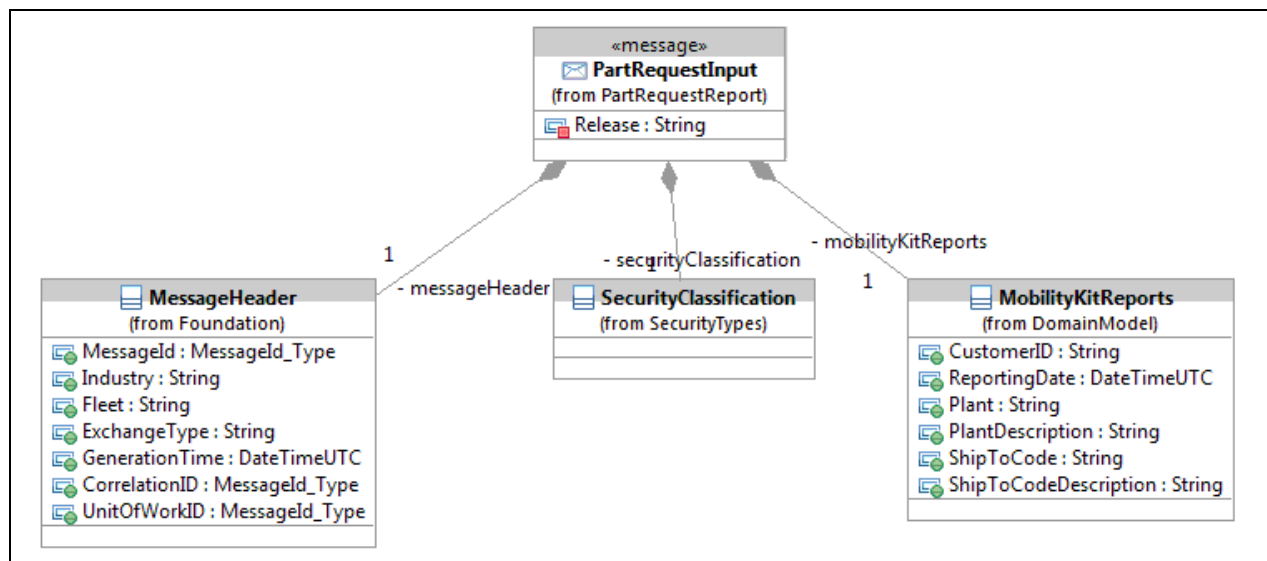 «message»
PartRequestInput
(from PartRequestReport)
Release : String
1
- messageHeader
- securityClassification
1
- mobilityKitReports
1
MessageHeader
(from Foundation)
MessageId : MessageId_Type
Industry : String
Fleet : String
ExchangeType : String
GenerationTime : DateTimeUTC
CorrelationID : MessageId_Type
UnitOfWorkID : MessageId_Type
SecurityClassification
(from SecurityTypes)
MobilityKitReports
(from DomainModel)
CustomerID : String
ReportingDate : DateTimeUTC
Plant : String
PlantDescription : String
ShipToCode : String
ShipToCodeDescription : String